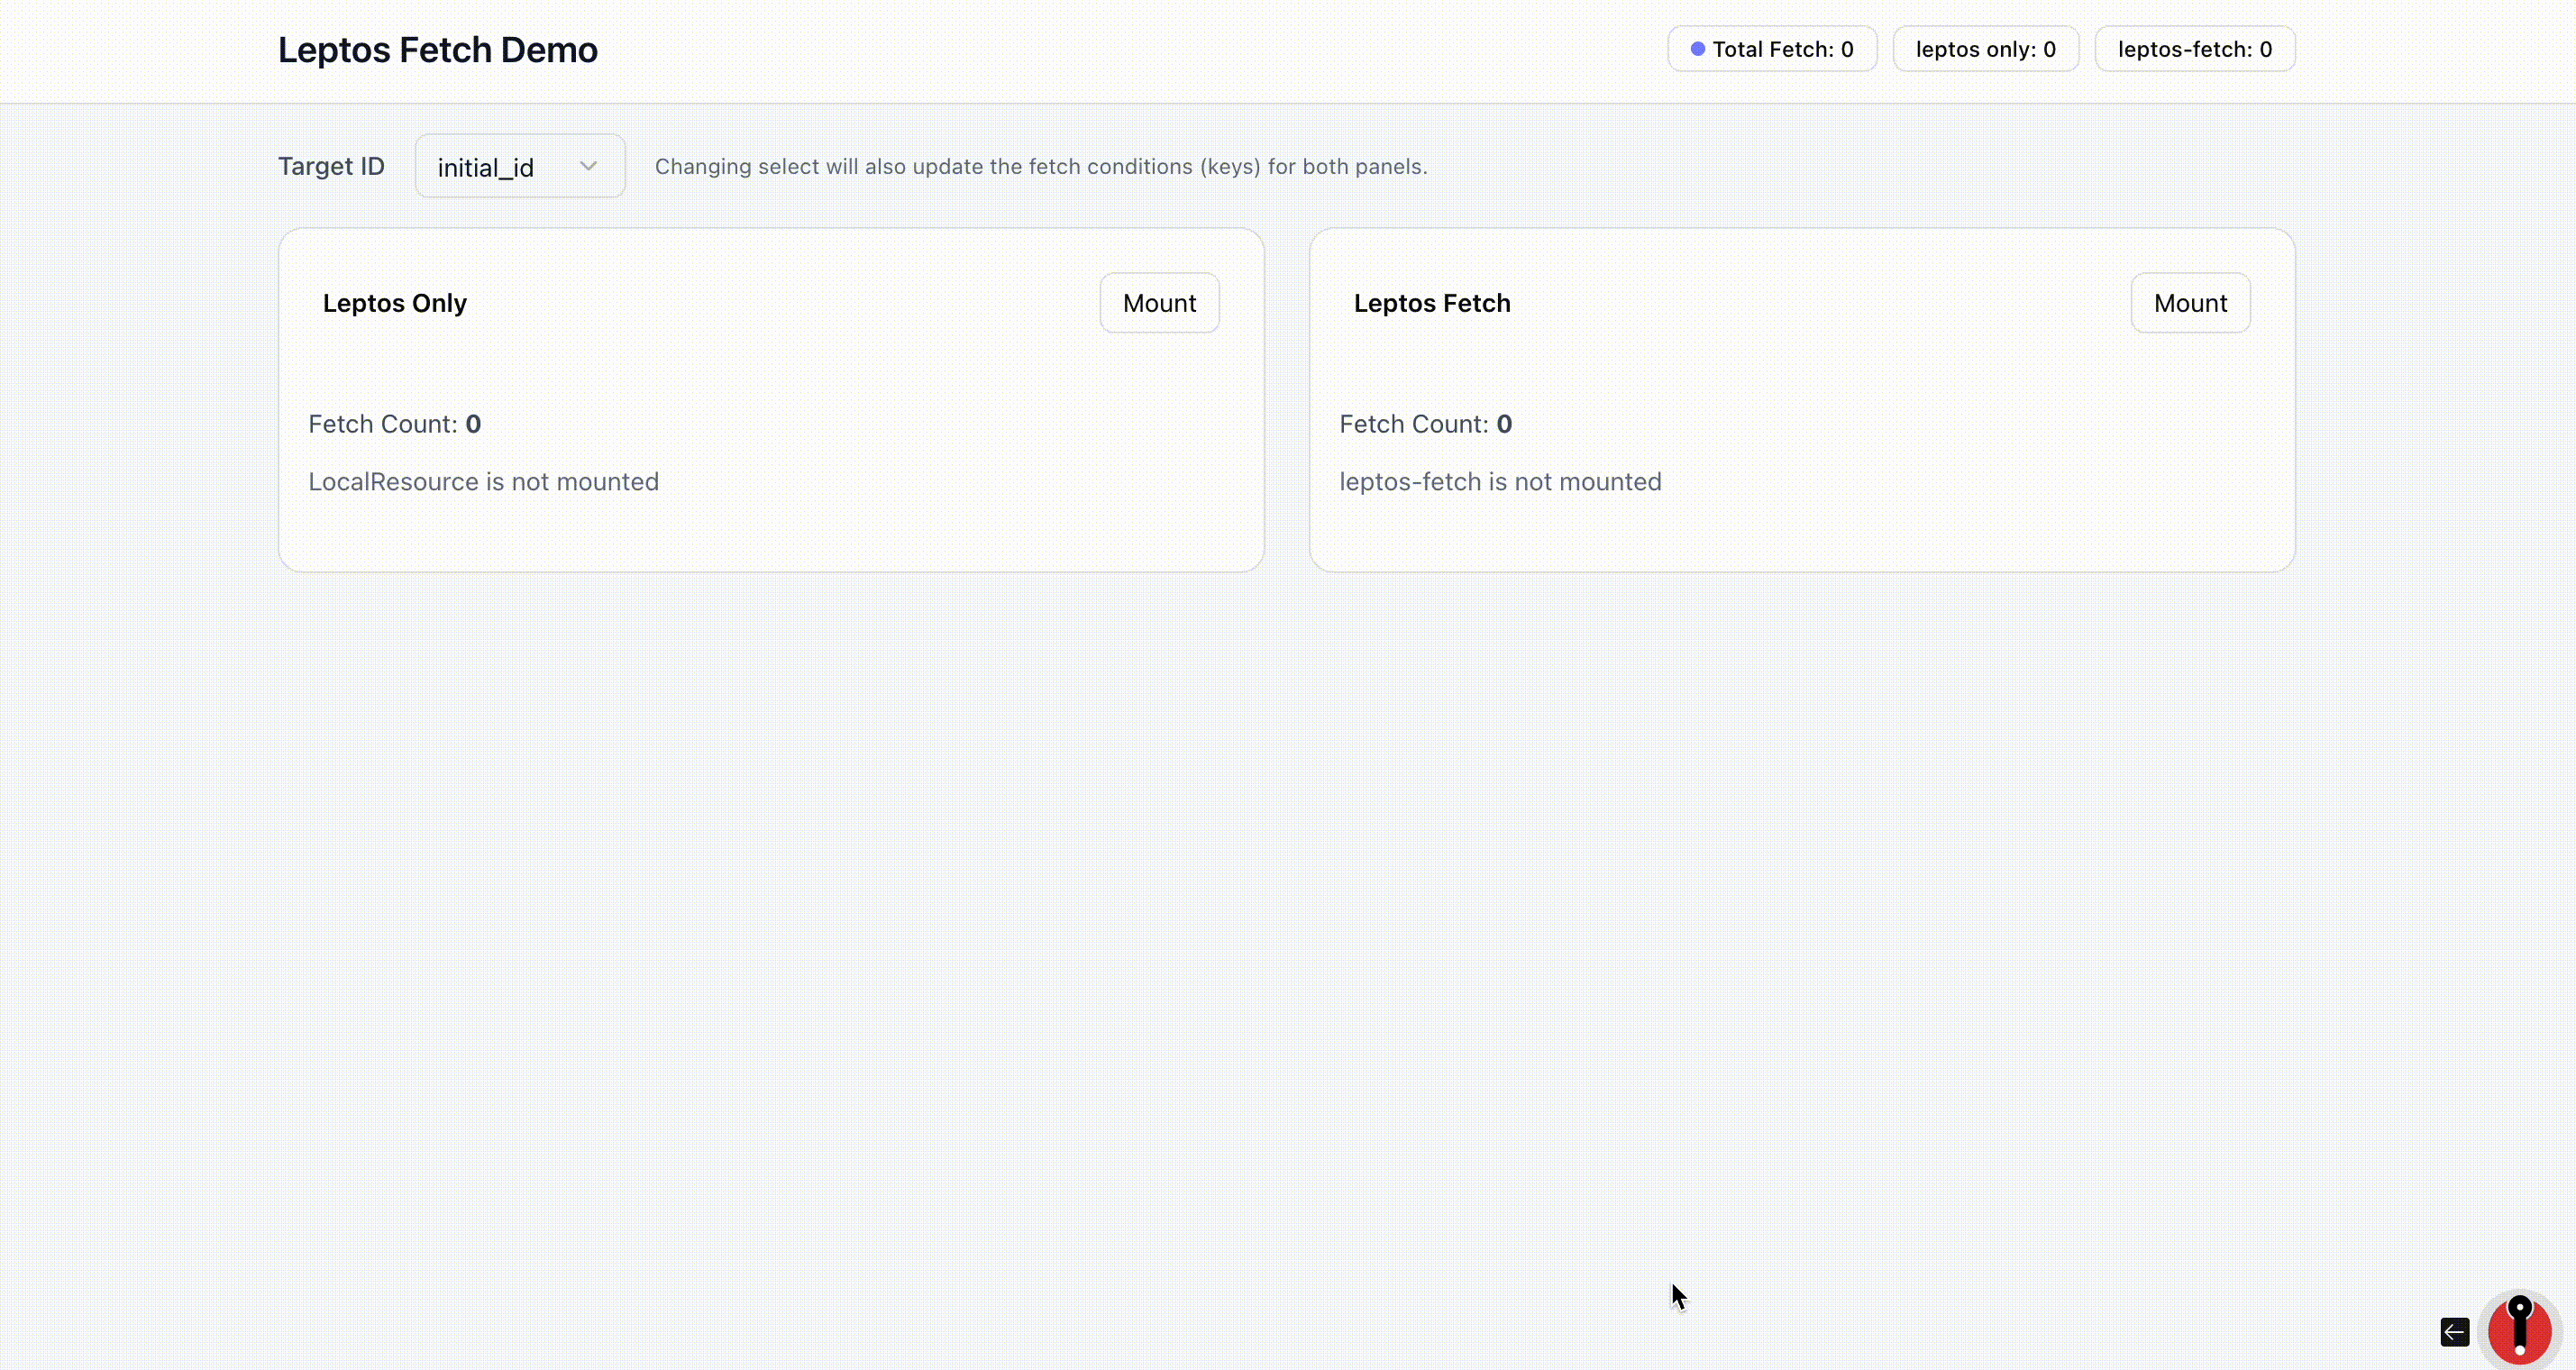 Leptos Fetch Demo
Total Fetch: 0
leptos only: 0
leptos-fetch: 0
Target ID
initial_id
Changing select will also update the fetch conditions (keys) for both panels.
Leptos Only
Mount
Fetch Count: 0
LocalResource is not mounted
Leptos Fetch
Mount
Fetch Count: 0
leptos-fetch is not mounted